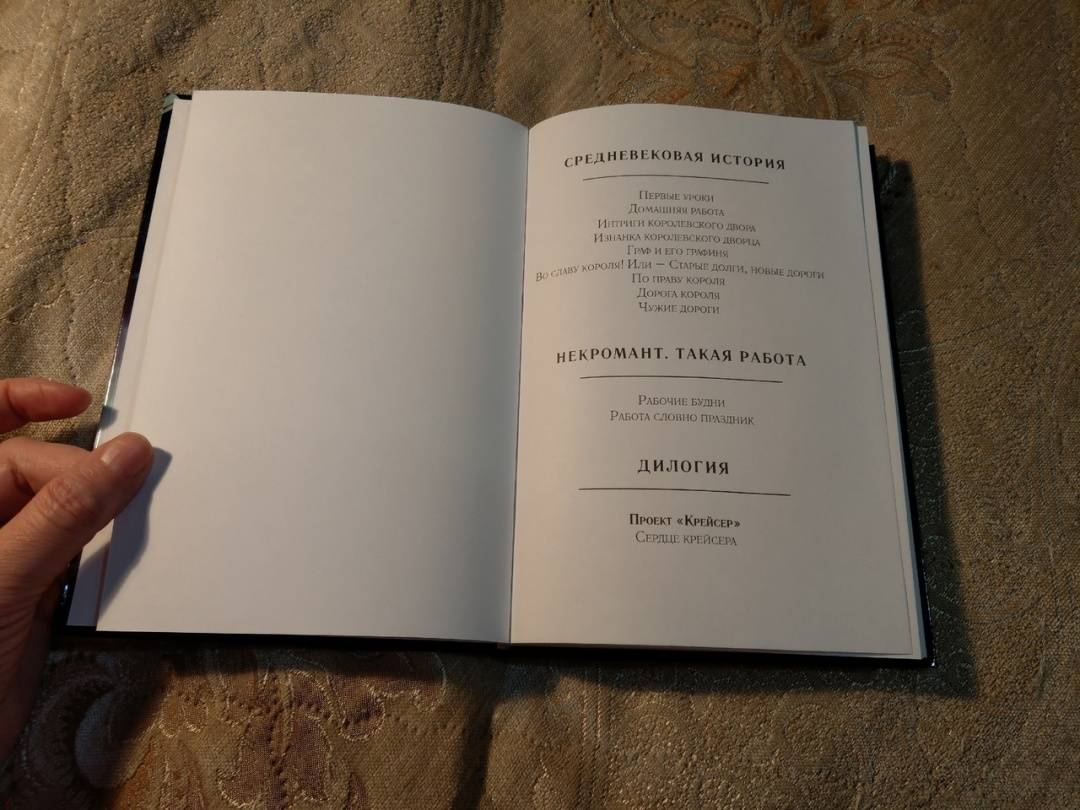 СРЕДНЕВЕКОВАЯ ИСТОРИЯ
Первые уроки
Домашняя работа
Интриги королевского двора
Изнанка королевского дворца
Граф и его графиня
Во славу короля! Или – Старые долги, новые дороги
По праву короля
Дорога короля
Чужие дороги
НЕКРОМАНТ. ТАКАЯ РАБОТА
Рабочие будни
Работа словно праздник
ДИЛОГИЯ
Проект «Крейсер»
Сердце крейсера